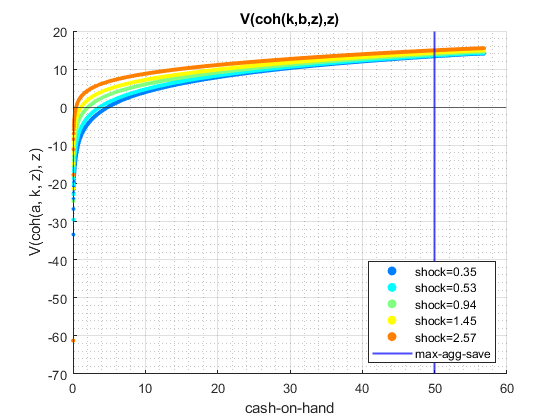 V(coh(k,b,z),z)
20
10
0
-10
-20
-30
-40
-50
-60
-70
V(coh(a, k, z), z)
shock=0.35
shock=0.53
shock=0.94
shock=1.45
shock=2.57
max-agg-save
0
10
20
30
40
50
60
cash-on-hand